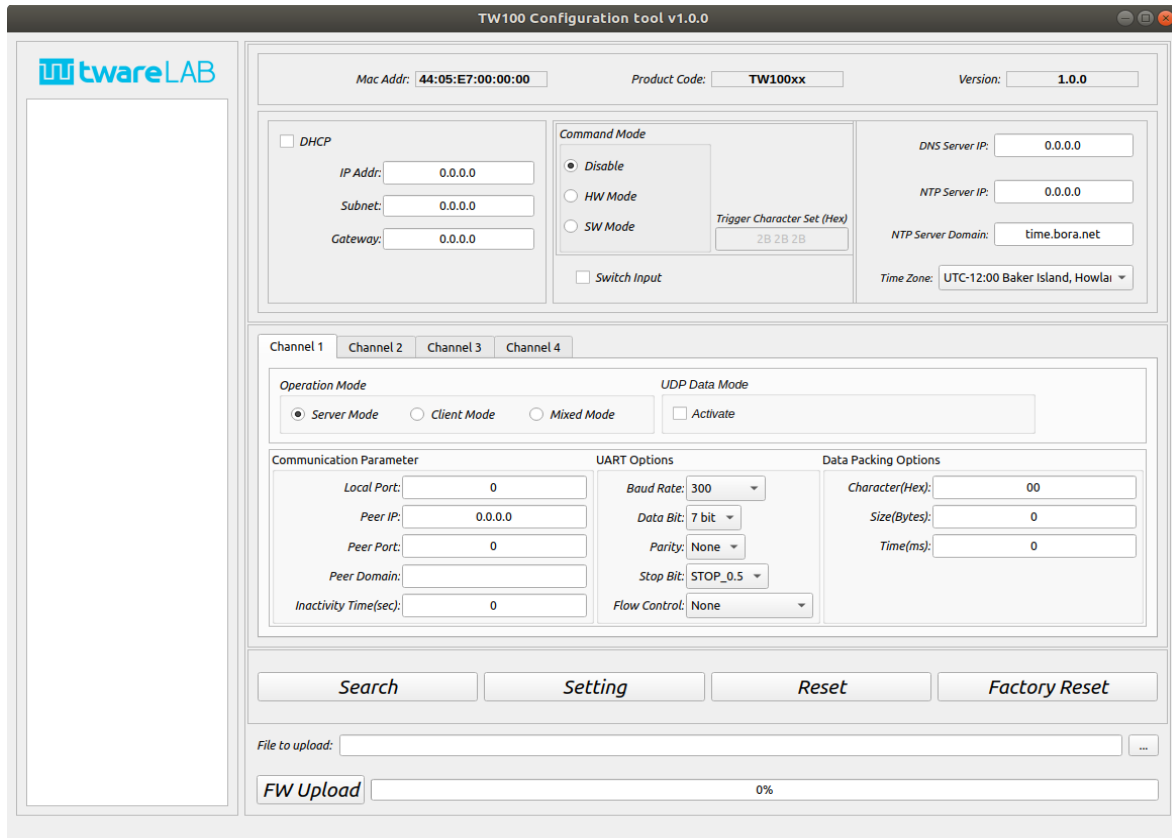 TW100 Configuration tool v1.0.0
twareLAB
Mac Addr: 44:05:E7:00:00:00 Product Code: TW100xx Version: 1.0.0
DHCP
IP Addr: 0.0.0.0
Subnet: 0.0.0.0
Gateway: 0.0.0.0
Command Mode
Disable
HW Mode
SW Mode
Trigger Character Set (Hex)
2B 2B 2B
Switch Input
DNS Server IP: 0.0.0.0
NTP Server IP: 0.0.0.0
NTP Server Domain: time.bora.net
Time Zone: UTC-12:00 Baker Island, Howla
Channel 1 Channel 2 Channel 3 Channel 4
Operation Mode
Server Mode Client Mode Mixed Mode
UDP Data Mode
Activate
Communication Parameter
Local Port: 0
Peer IP: 0.0.0.0
Peer Port: 0
Peer Domain:
Inactivity Time(sec): 0
UART Options
Baud Rate: 300
Data Bit: 7 bit
Parity: None
Stop Bit: STOP_0.5
Flow Control: None
Data Packing Options
Character(Hex): 00
Size(Bytes): 0
Time(ms): 0
Search Setting Reset Factory Reset
File to upload: ...
FW Upload 0%